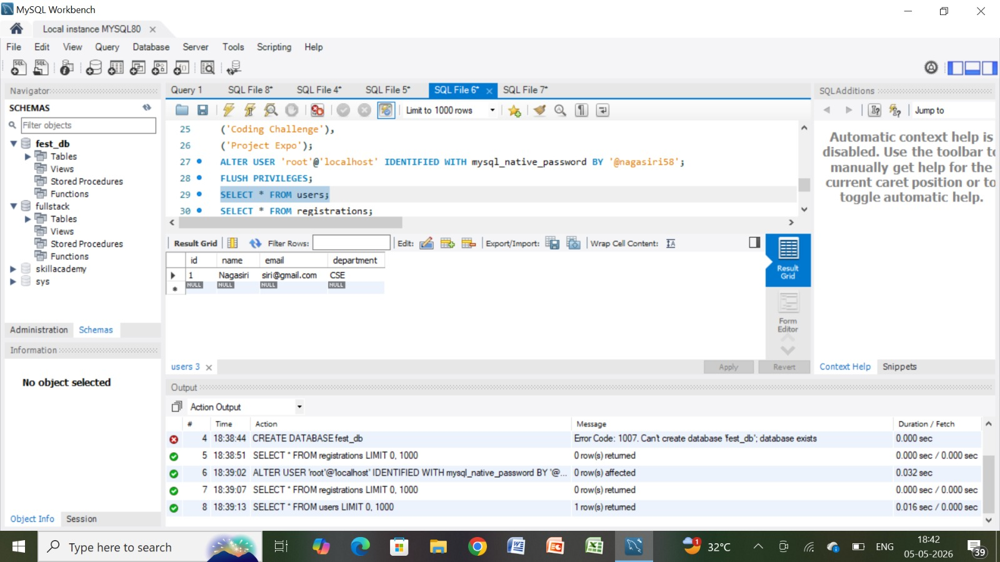 MySQL Workbench
Local instance MYSQL80
File Edit View Query Database Server Tools Scripting Help
Navigator
SCHEMAS
Filter objects
fest_db
Tables
Views
Stored Procedures
Functions
fullstack
Tables
Views
Stored Procedures
Functions
skillacademy
sys
Administration Schemas
Information
No object selected
Object Info Session
Query 1 SQL File 8* SQL File 4* SQL File 5* SQL File 6* SQL File 7*
Limit to 1000 rows
25 ('Coding Challenge'),
26 ('Project Expo');
27 ALTER USER 'root'@'localhost' IDENTIFIED WITH mysql_native_password BY '@nagasiri58';
28 FLUSH PRIVILEGES;
29 SELECT * FROM users;
30 SELECT * FROM registrations;
Result Grid Filter Rows: Edit: Export/Import: Wrap Cell Content:
id name email department
1 Nagasiri siri@gmail.com CSE
NULL NULL NULL NULL
Result Grid
Form Editor
users 3
Apply Revert
SQLAdditions
Jump to
Automatic context help is
disabled. Use the toolbar to
manually get help for the
current caret position or to
toggle automatic help.
Context Help Snippets
Output
Action Output
# Time Action Message Duration / Fetch
4 18:38:44 CREATE DATABASE fest_db Error Code: 1007. Can't create database 'fest_db'; database exists 0.000 sec
5 18:38:51 SELECT * FROM registrations LIMIT 0, 1000 0 row(s) returned 0.000 sec / 0.000 sec
6 18:39:02 ALTER USER 'root'@'localhost' IDENTIFIED WITH mysql_native_password BY '@... 0 row(s) affected 0.032 sec
7 18:39:07 SELECT * FROM registrations LIMIT 0, 1000 0 row(s) returned 0.000 sec / 0.000 sec
8 18:39:13 SELECT * FROM users LIMIT 0, 1000 1 row(s) returned 0.016 sec / 0.000 sec
Type here to search
1 32°C ENG 18:42
05-05-2026
39